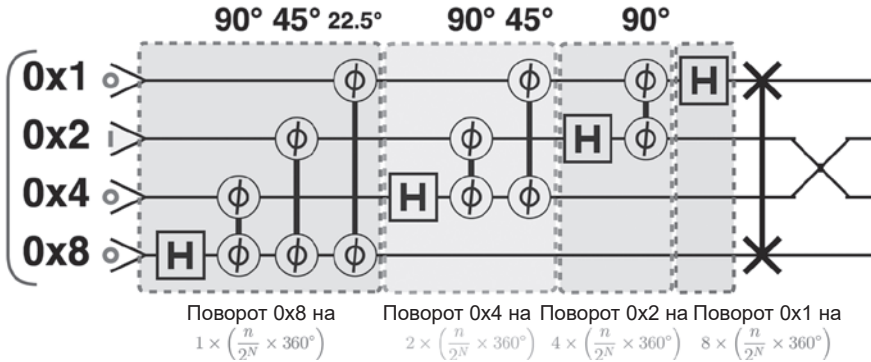 90° 45° 22.5° 90° 45° 90°
0x1 ϕ ϕ ϕ H
0x2 ϕ ϕ H ϕ
0x4 ϕ H ϕ ϕ
0x8 H ϕ ϕ ϕ
Поворот 0x8 на Поворот 0x4 на Поворот 0x2 на Поворот 0x1 на
1 × (n/2^N × 360°) 2 × (n/2^N × 360°) 4 × (n/2^N × 360°) 8 × (n/2^N × 360°)